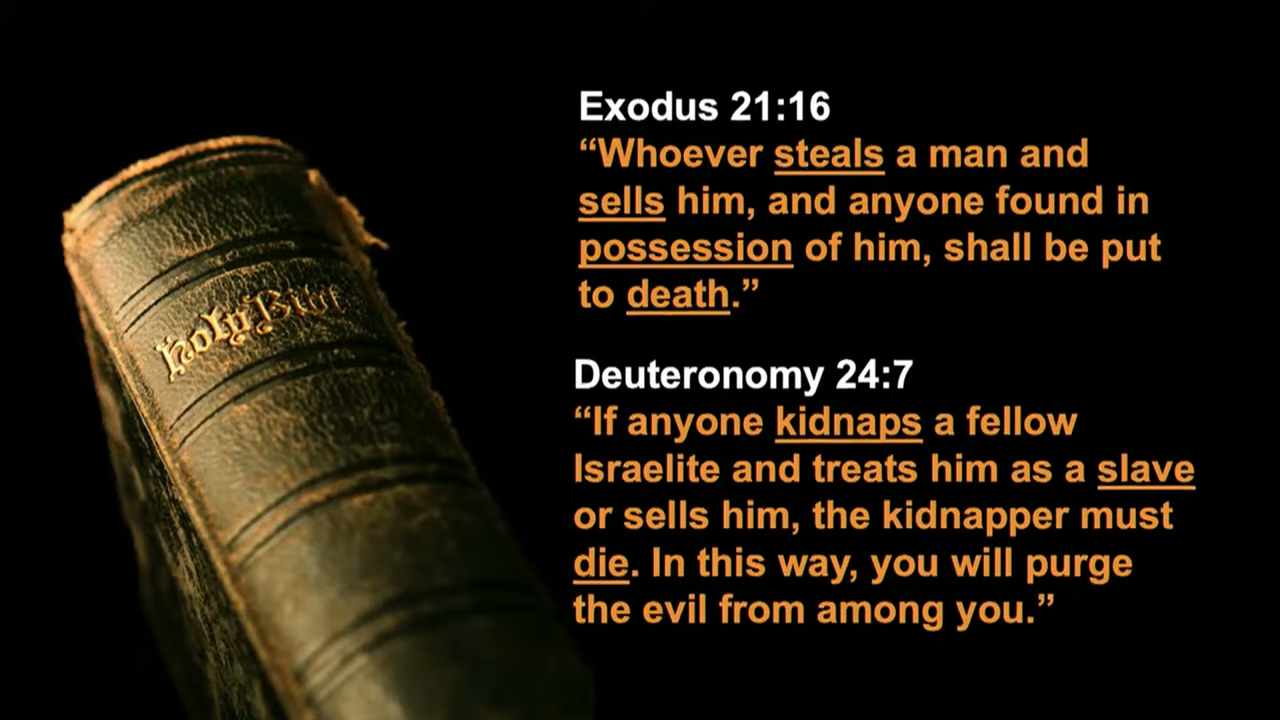 Holy Bible
Exodus 21:16
“Whoever steals a man and
sells him, and anyone found in
possession of him, shall be put
to death.”
Deuteronomy 24:7
“If anyone kidnaps a fellow
Israelite and treats him as a slave
or sells him, the kidnapper must
die. In this way, you will purge
the evil from among you.”